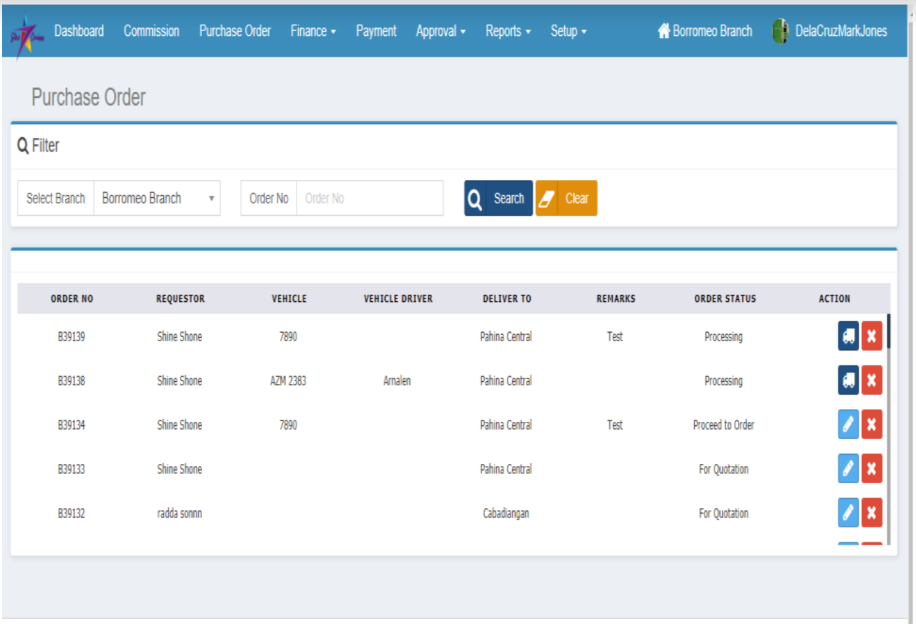 Dashboard Commission Purchase Order Finance Payment Approval Reports Setup Borromeo Branch DelaCruzMarkJones
Purchase Order
Filter
Select Branch Borromeo Branch Order No Order No Search Clear
ORDER NO REQUESTOR VEHICLE VEHICLE DRIVER DELIVER TO REMARKS ORDER STATUS ACTION
B39139 Shine Shone 7890 Pahina Central Test Processing
B39138 Shine Shone AZM 2383 Arnalen Pahina Central Processing
B39134 Shine Shone 7890 Pahina Central Test Proceed to Order
B39133 Shine Shone Pahina Central For Quotation
B39132 radda sonnn Cabadiangan For Quotation